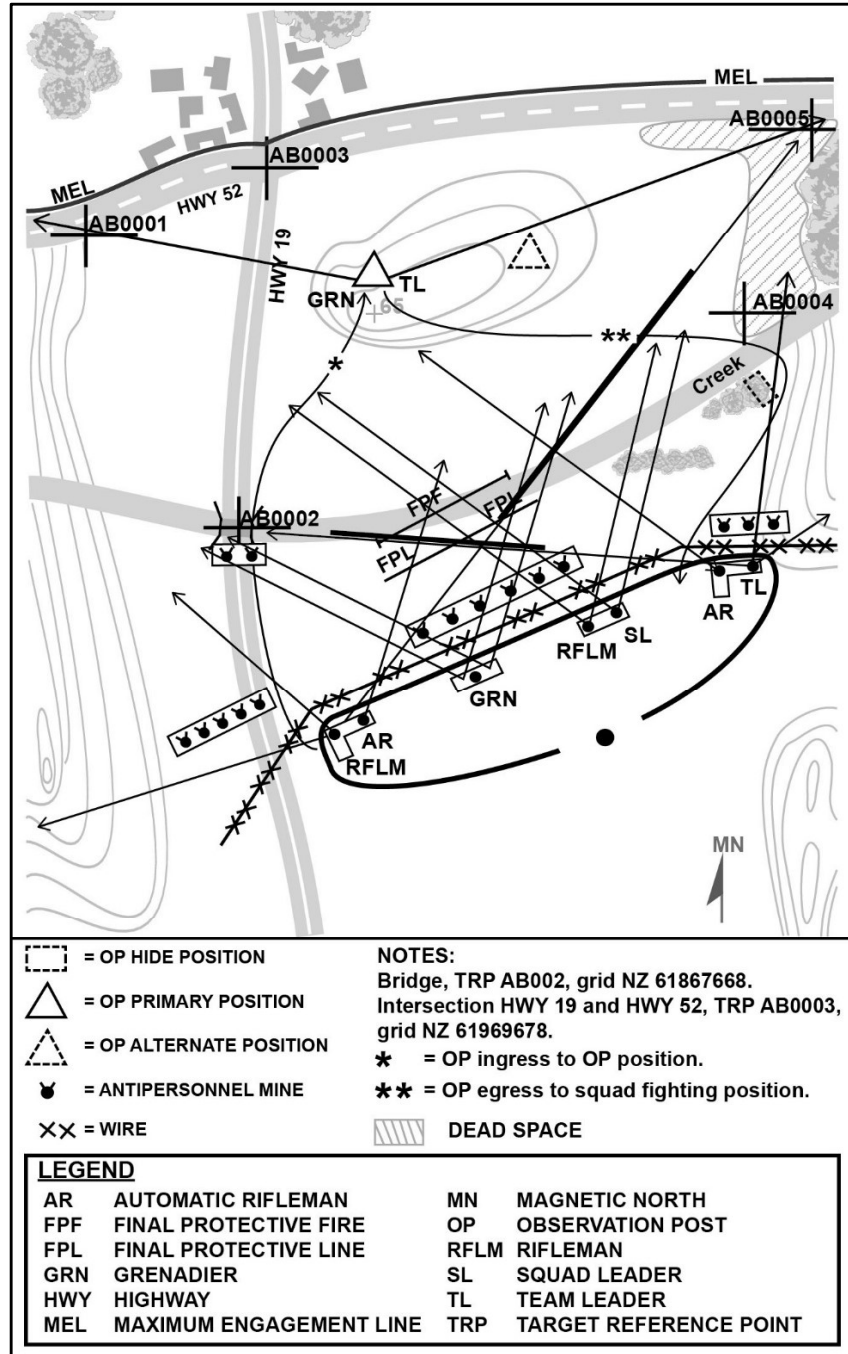 MEL
AB0005
AB0003
MEL
HWY 52
AB0001
HWY 19
TL
GRN
65
**
AB0004
*
Creek
FPF
FPL
AB0002
FPL
TL
AR
SL
RFLM
GRN
AR
RFLM
MN
= OP HIDE POSITION
= OP PRIMARY POSITION
= OP ALTERNATE POSITION
= ANTIPERSONNEL MINE
= WIRE
NOTES:
Bridge, TRP AB002, grid NZ 61867668.
Intersection HWY 19 and HWY 52, TRP AB0003,
grid NZ 61969678.
* = OP ingress to OP position.
** = OP egress to squad fighting position.
DEAD SPACE
LEGEND
AR AUTOMATIC RIFLEMAN
FPF FINAL PROTECTIVE FIRE
FPL FINAL PROTECTIVE LINE
GRN GRENADIER
HWY HIGHWAY
MEL MAXIMUM ENGAGEMENT LINE
MN MAGNETIC NORTH
OP OBSERVATION POST
RFLM RIFLEMAN
SL SQUAD LEADER
TL TEAM LEADER
TRP TARGET REFERENCE POINT